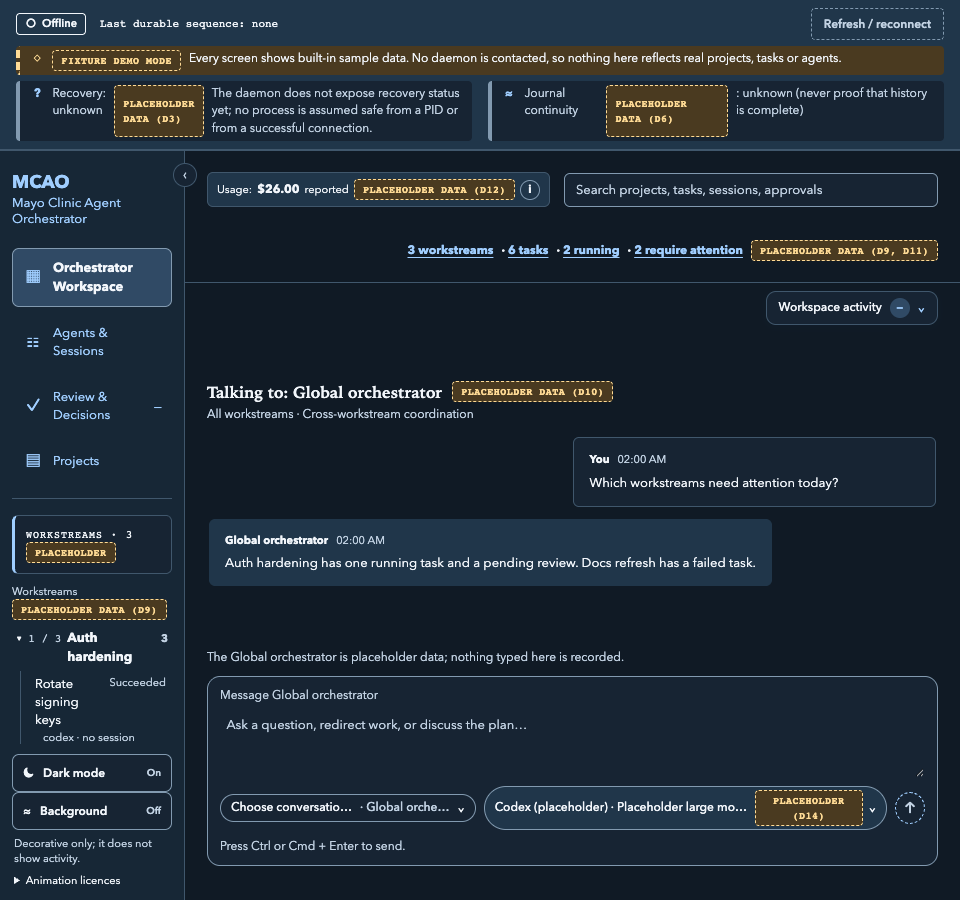 Offline
Last durable sequence: none
Refresh / reconnect
FIXTURE DEMO MODE
Every screen shows built-in sample data. No daemon is contacted, so nothing here reflects real projects, tasks or agents.
? Recovery: unknown
PLACEHOLDER DATA (D3)
The daemon does not expose recovery status
yet; no process is assumed safe from a PID or
from a successful connection.
≈ Journal continuity
PLACEHOLDER DATA (D6)
: unknown (never proof that history
is complete)
MCAO
Mayo Clinic Agent
Orchestrator
Orchestrator
Workspace
Agents &
Sessions
Review &
Decisions –
Projects
WORKSTREAMS · 3
PLACEHOLDER
Workstreams
PLACEHOLDER DATA (D9)
▾ 1 / 3 Auth hardening 3
Rotate signing keys
Succeeded
codex · no session
Dark mode On
≈ Background Off
Decorative only; it does not
show activity.
▸ Animation licences
‹
Usage: $26.00 reported PLACEHOLDER DATA (D12) i
Search projects, tasks, sessions, approvals
3 workstreams · 6 tasks · 2 running · 2 require attention PLACEHOLDER DATA (D9, D11)
Workspace activity –
Talking to: Global orchestrator PLACEHOLDER DATA (D10)
All workstreams · Cross-workstream coordination
You 02:00 AM
Which workstreams need attention today?
Global orchestrator 02:00 AM
Auth hardening has one running task and a pending review. Docs refresh has a failed task.
The Global orchestrator is placeholder data; nothing typed here is recorded.
Message Global orchestrator
Ask a question, redirect work, or discuss the plan…
Choose conversatio… · Global orche…
Codex (placeholder) · Placeholder large mo… PLACEHOLDER (D14)
Press Ctrl or Cmd + Enter to send.